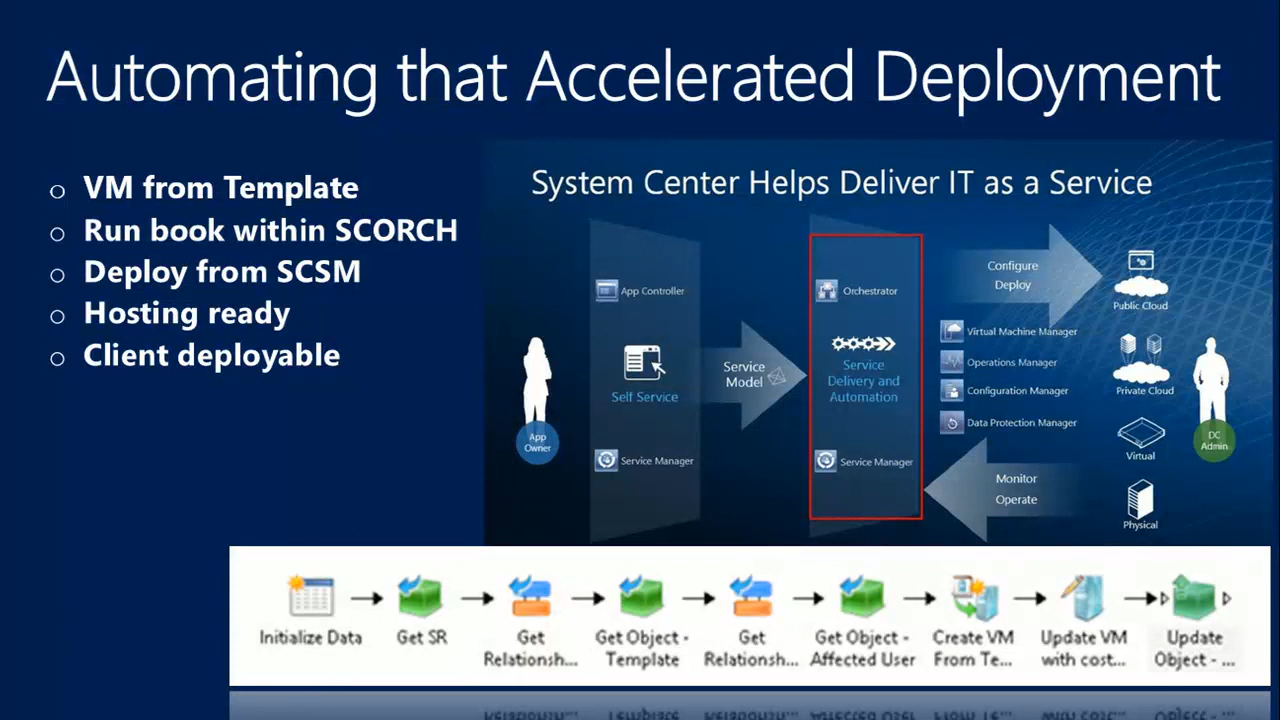 Automating that Accelerated Deployment
VM from Template
Run book within SCORCH
Deploy from SCSM
Hosting ready
Client deployable
System Center Helps Deliver IT as a Service
App Owner
App Controller
Self Service
Service Manager
Service
Model
Orchestrator
Service
Delivery and
Automation
Service Manager
Configure
Deploy
Virtual Machine Manager
Operations Manager
Configuration Manager
Data Protection Manager
Monitor
Operate
Public Cloud
Private Cloud
Virtual
Physical
DC
Admin
Initialize Data
Get SR
Get
Relationsh...
Get Object -
Template
Get
Relationsh...
Get Object -
Affected User
Create VM
From Te...
Update VM
with cost...
Update
Object - ...